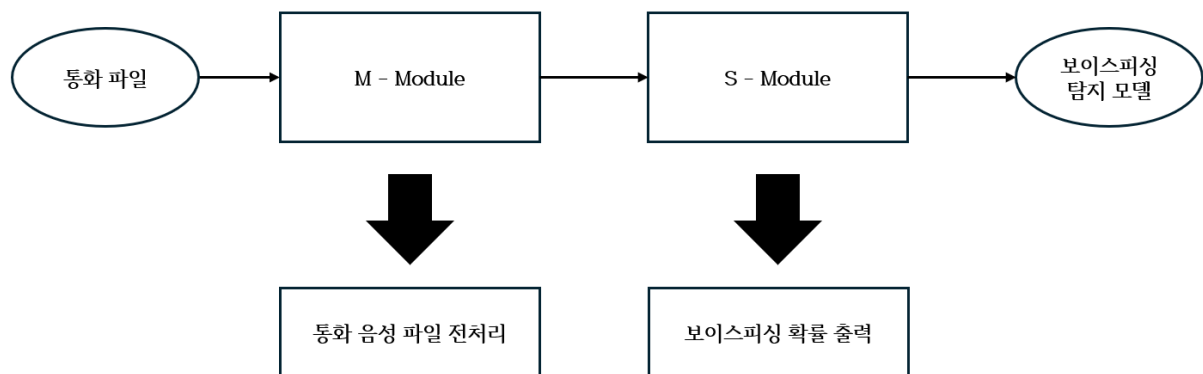 통화 파일
M - Module
S - Module
보이스피싱
탐지 모델
통화 음성 파일 전처리
보이스피싱 확률 출력